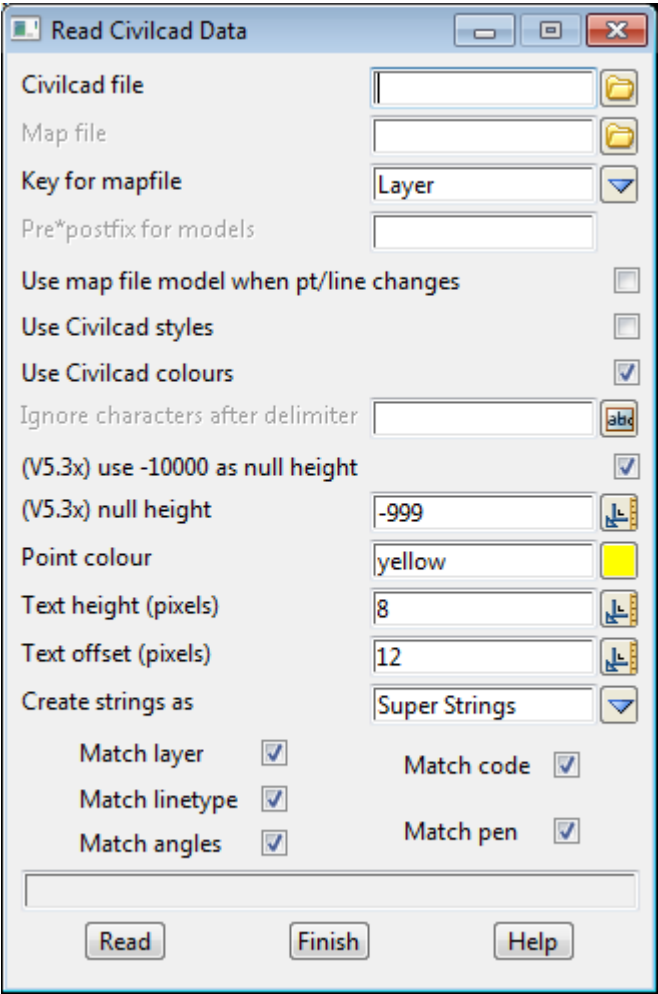 Read Civilcad Data
Civilcad file
Map file
Key for mapfile Layer
Pre*postfix for models
Use map file model when pt/line changes
Use Civilcad styles
Use Civilcad colours
Ignore characters after delimiter abc
(V5.3x) use -10000 as null height
(V5.3x) null height -999
Point colour yellow
Text height (pixels) 8
Text offset (pixels) 12
Create strings as Super Strings
Match layer Match code
Match linetype
Match angles Match pen
Read Finish Help